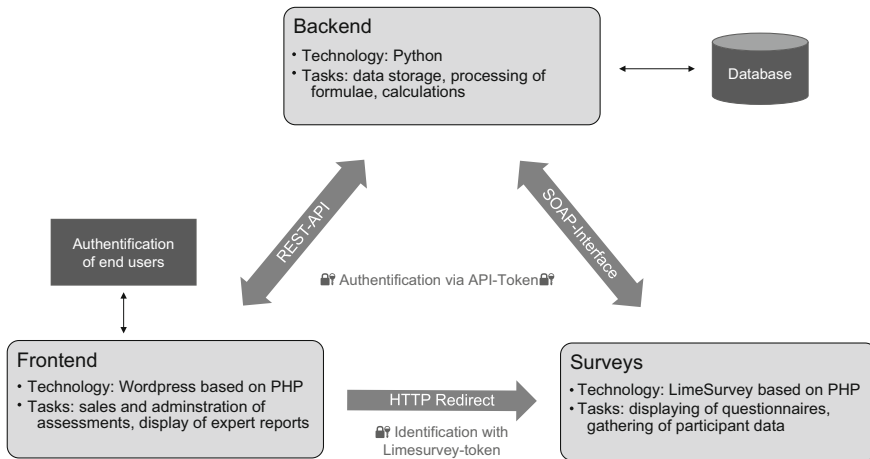 Backend
• Technology: Python
• Tasks: data storage, processing of
formulae, calculations
Database
REST-API
SOAP-Interface
Authentification
of end users
Authentification via API-Token
Frontend
• Technology: Wordpress based on PHP
• Tasks: sales and adminstration of
assessments, display of expert reports
HTTP Redirect
Identification with
Limesurvey-token
Surveys
• Technology: LimeSurvey based on PHP
• Tasks: displaying of questionnaires,
gathering of participant data